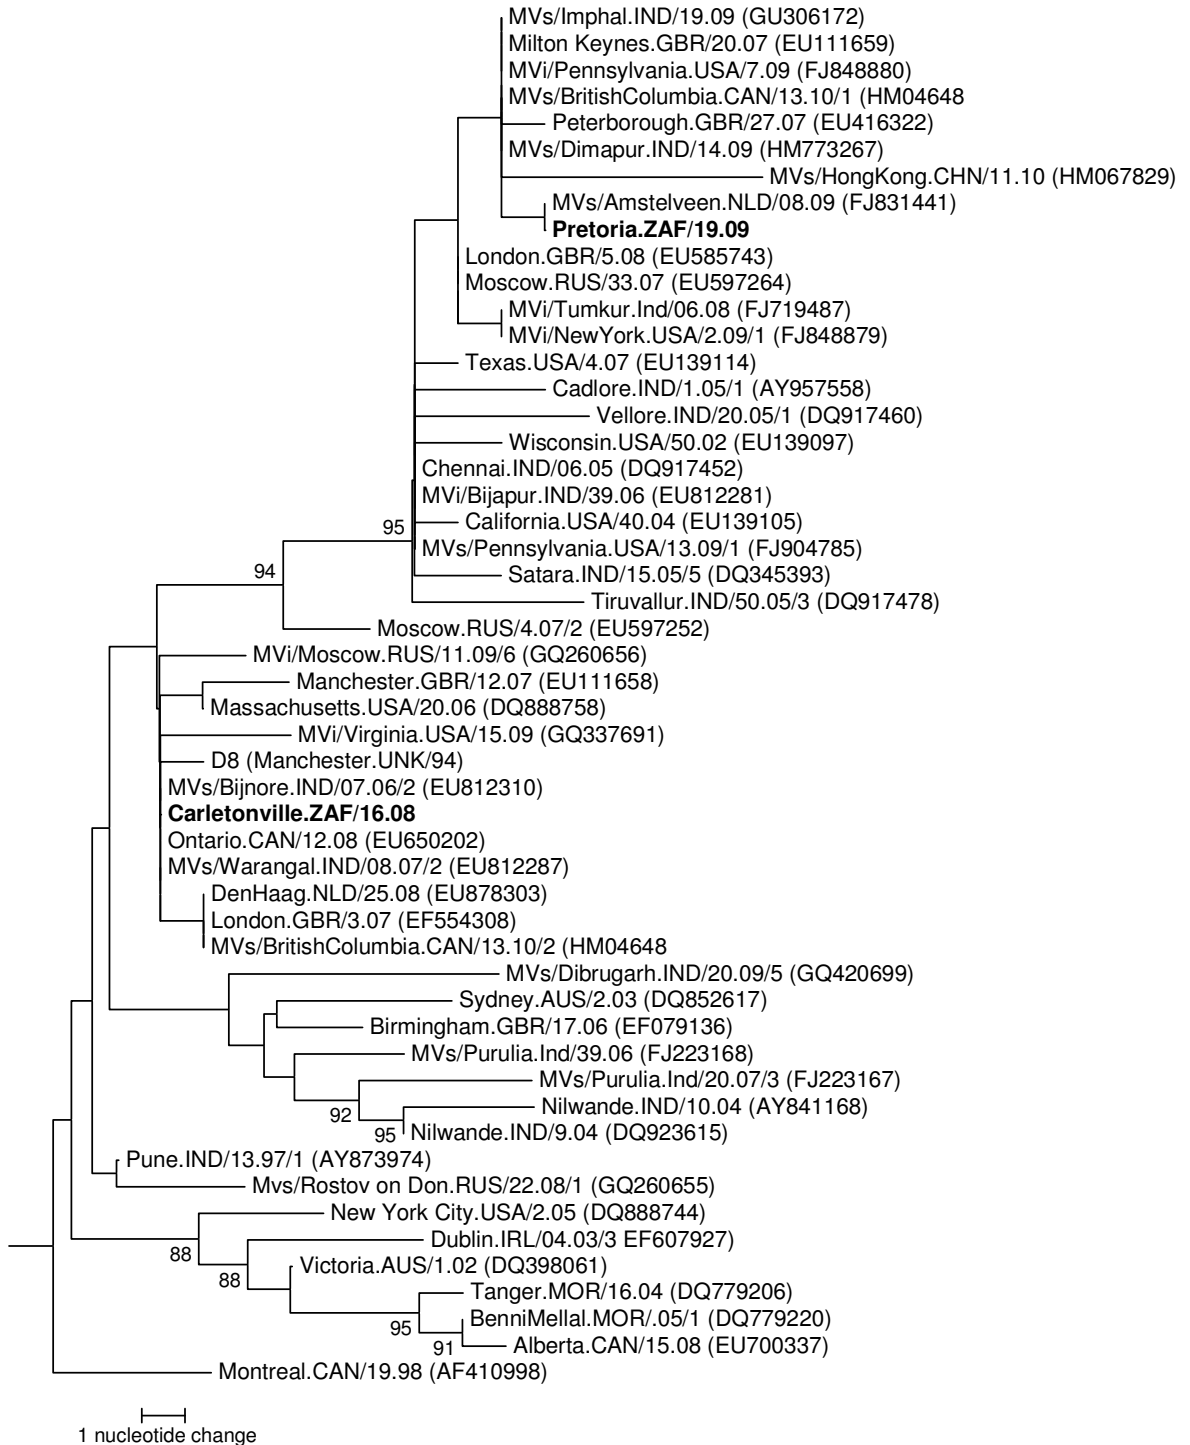 MVs/Imphal.IND/19.09 (GU306172)
Milton Keynes.GBR/20.07 (EU111659)
MVi/Pennsylvania.USA/7.09 (FJ848880)
MVs/BritishColumbia.CAN/13.10/1 (HM04648
Peterborough.GBR/27.07 (EU416322)
MVs/Dimapur.IND/14.09 (HM773267)
MVs/HongKong.CHN/11.10 (HM067829)
MVs/Amstelveen.NLD/08.09 (FJ831441)
Pretoria.ZAF/19.09
London.GBR/5.08 (EU585743)
Moscow.RUS/33.07 (EU597264)
MVi/Tumkur.Ind/06.08 (FJ719487)
MVi/NewYork.USA/2.09/1 (FJ848879)
Texas.USA/4.07 (EU139114)
Cadlore.IND/1.05/1 (AY957558)
Vellore.IND/20.05/1 (DQ917460)
Wisconsin.USA/50.02 (EU139097)
Chennai.IND/06.05 (DQ917452)
MVi/Bijapur.IND/39.06 (EU812281)
California.USA/40.04 (EU139105)
95
MVs/Pennsylvania.USA/13.09/1 (FJ904785)
94
Satara.IND/15.05/5 (DQ345393)
Tiruvallur.IND/50.05/3 (DQ917478)
Moscow.RUS/4.07/2 (EU597252)
MVi/Moscow.RUS/11.09/6 (GQ260656)
Manchester.GBR/12.07 (EU111658)
Massachusetts.USA/20.06 (DQ888758)
MVi/Virginia.USA/15.09 (GQ337691)
D8 (Manchester.UNK/94)
MVs/Bijnore.IND/07.06/2 (EU812310)
Carletonville.ZAF/16.08
Ontario.CAN/12.08 (EU650202)
MVs/Warangal.IND/08.07/2 (EU812287)
DenHaag.NLD/25.08 (EU878303)
London.GBR/3.07 (EF554308)
MVs/BritishColumbia.CAN/13.10/2 (HM04648
MVs/Dibrugarh.IND/20.09/5 (GQ420699)
Sydney.AUS/2.03 (DQ852617)
Birmingham.GBR/17.06 (EF079136)
MVs/Purulia.Ind/39.06 (FJ223168)
MVs/Purulia.Ind/20.07/3 (FJ223167)
92
Nilwande.IND/10.04 (AY841168)
95
Nilwande.IND/9.04 (DQ923615)
Pune.IND/13.97/1 (AY873974)
Mvs/Rostov on Don.RUS/22.08/1 (GQ260655)
New York City.USA/2.05 (DQ888744)
Dublin.IRL/04.03/3 EF607927)
88
Victoria.AUS/1.02 (DQ398061)
88
Tanger.MOR/16.04 (DQ779206)
BenniMellal.MOR/.05/1 (DQ779220)
95
Alberta.CAN/15.08 (EU700337)
91
Montreal.CAN/19.98 (AF410998)
1 nucleotide change